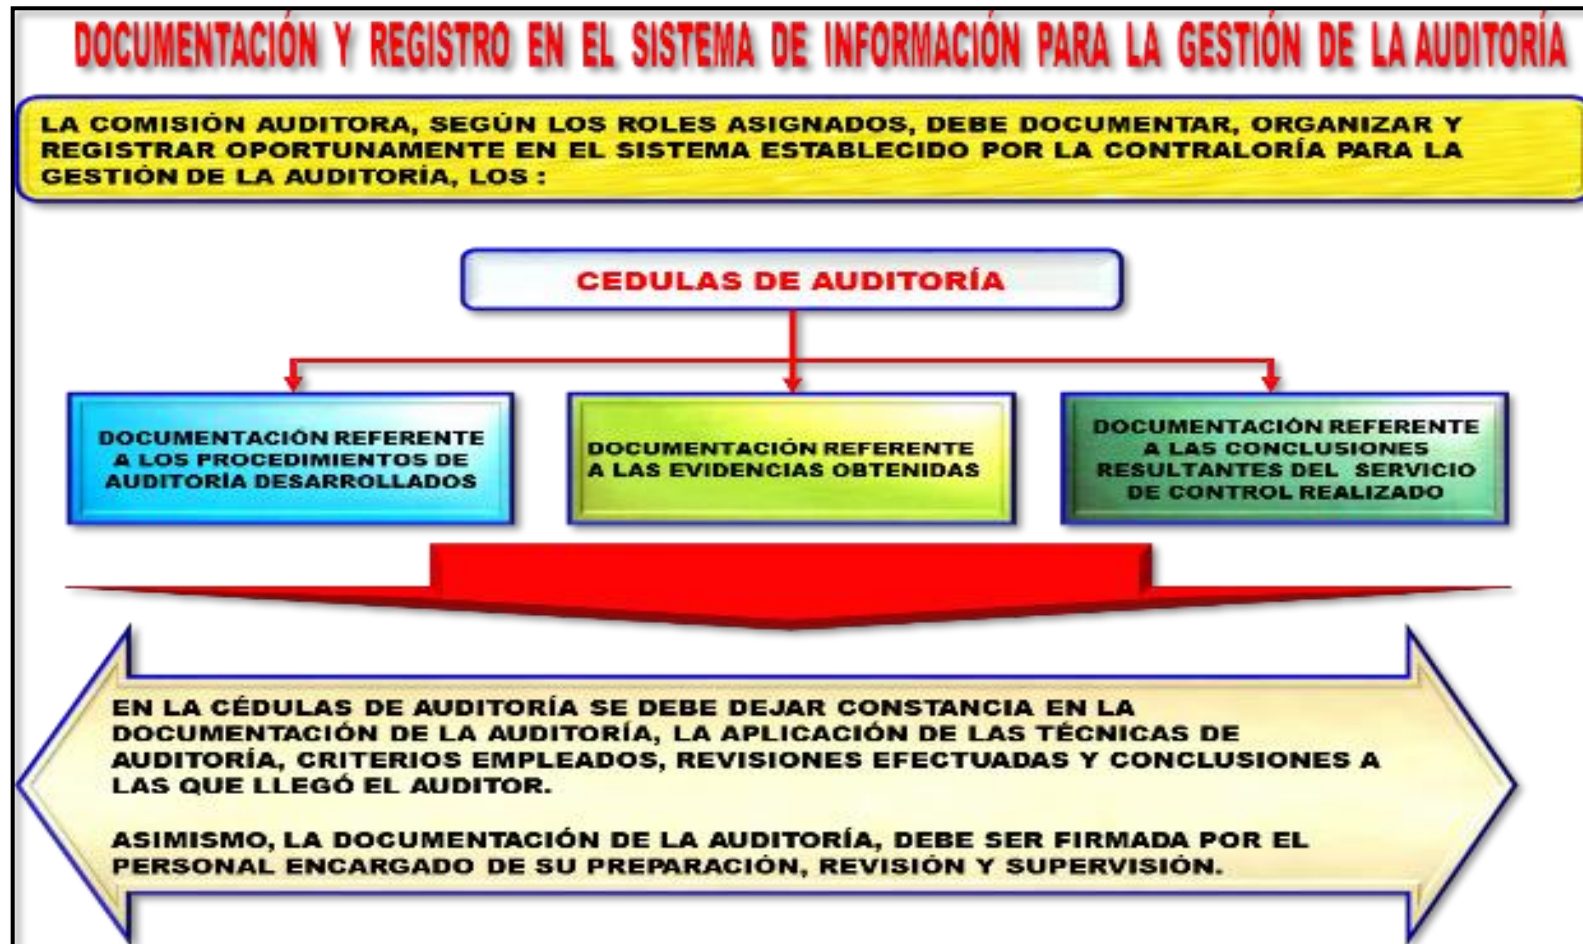 DOCUMENTACIÓN Y REGISTRO EN EL SISTEMA DE INFORMACIÓN PARA LA GESTIÓN DE LA AUDITORÍA
LA COMISIÓN AUDITORA, SEGÚN LOS ROLES ASIGNADOS, DEBE DOCUMENTAR, ORGANIZAR Y
REGISTRAR OPORTUNAMENTE EN EL SISTEMA ESTABLECIDO POR LA CONTRALORÍA PARA LA
GESTIÓN DE LA AUDITORÍA, LOS :
CEDULAS DE AUDITORÍA
DOCUMENTACIÓN REFERENTE
A LOS PROCEDIMIENTOS DE
AUDITORÍA DESARROLLADOS
DOCUMENTACIÓN REFERENTE
A LAS EVIDENCIAS OBTENIDAS
DOCUMENTACIÓN REFERENTE
A LAS CONCLUSIONES
RESULTANTES DEL SERVICIO
DE CONTROL REALIZADO
EN LA CÉDULAS DE AUDITORÍA SE DEBE DEJAR CONSTANCIA EN LA
DOCUMENTACIÓN DE LA AUDITORÍA, LA APLICACIÓN DE LAS TÉCNICAS DE
AUDITORÍA, CRITERIOS EMPLEADOS, REVISIONES EFECTUADAS Y CONCLUSIONES A
LAS QUE LLEGÓ EL AUDITOR.
ASIMISMO, LA DOCUMENTACIÓN DE LA AUDITORÍA, DEBE SER FIRMADA POR EL
PERSONAL ENCARGADO DE SU PREPARACIÓN, REVISIÓN Y SUPERVISIÓN.